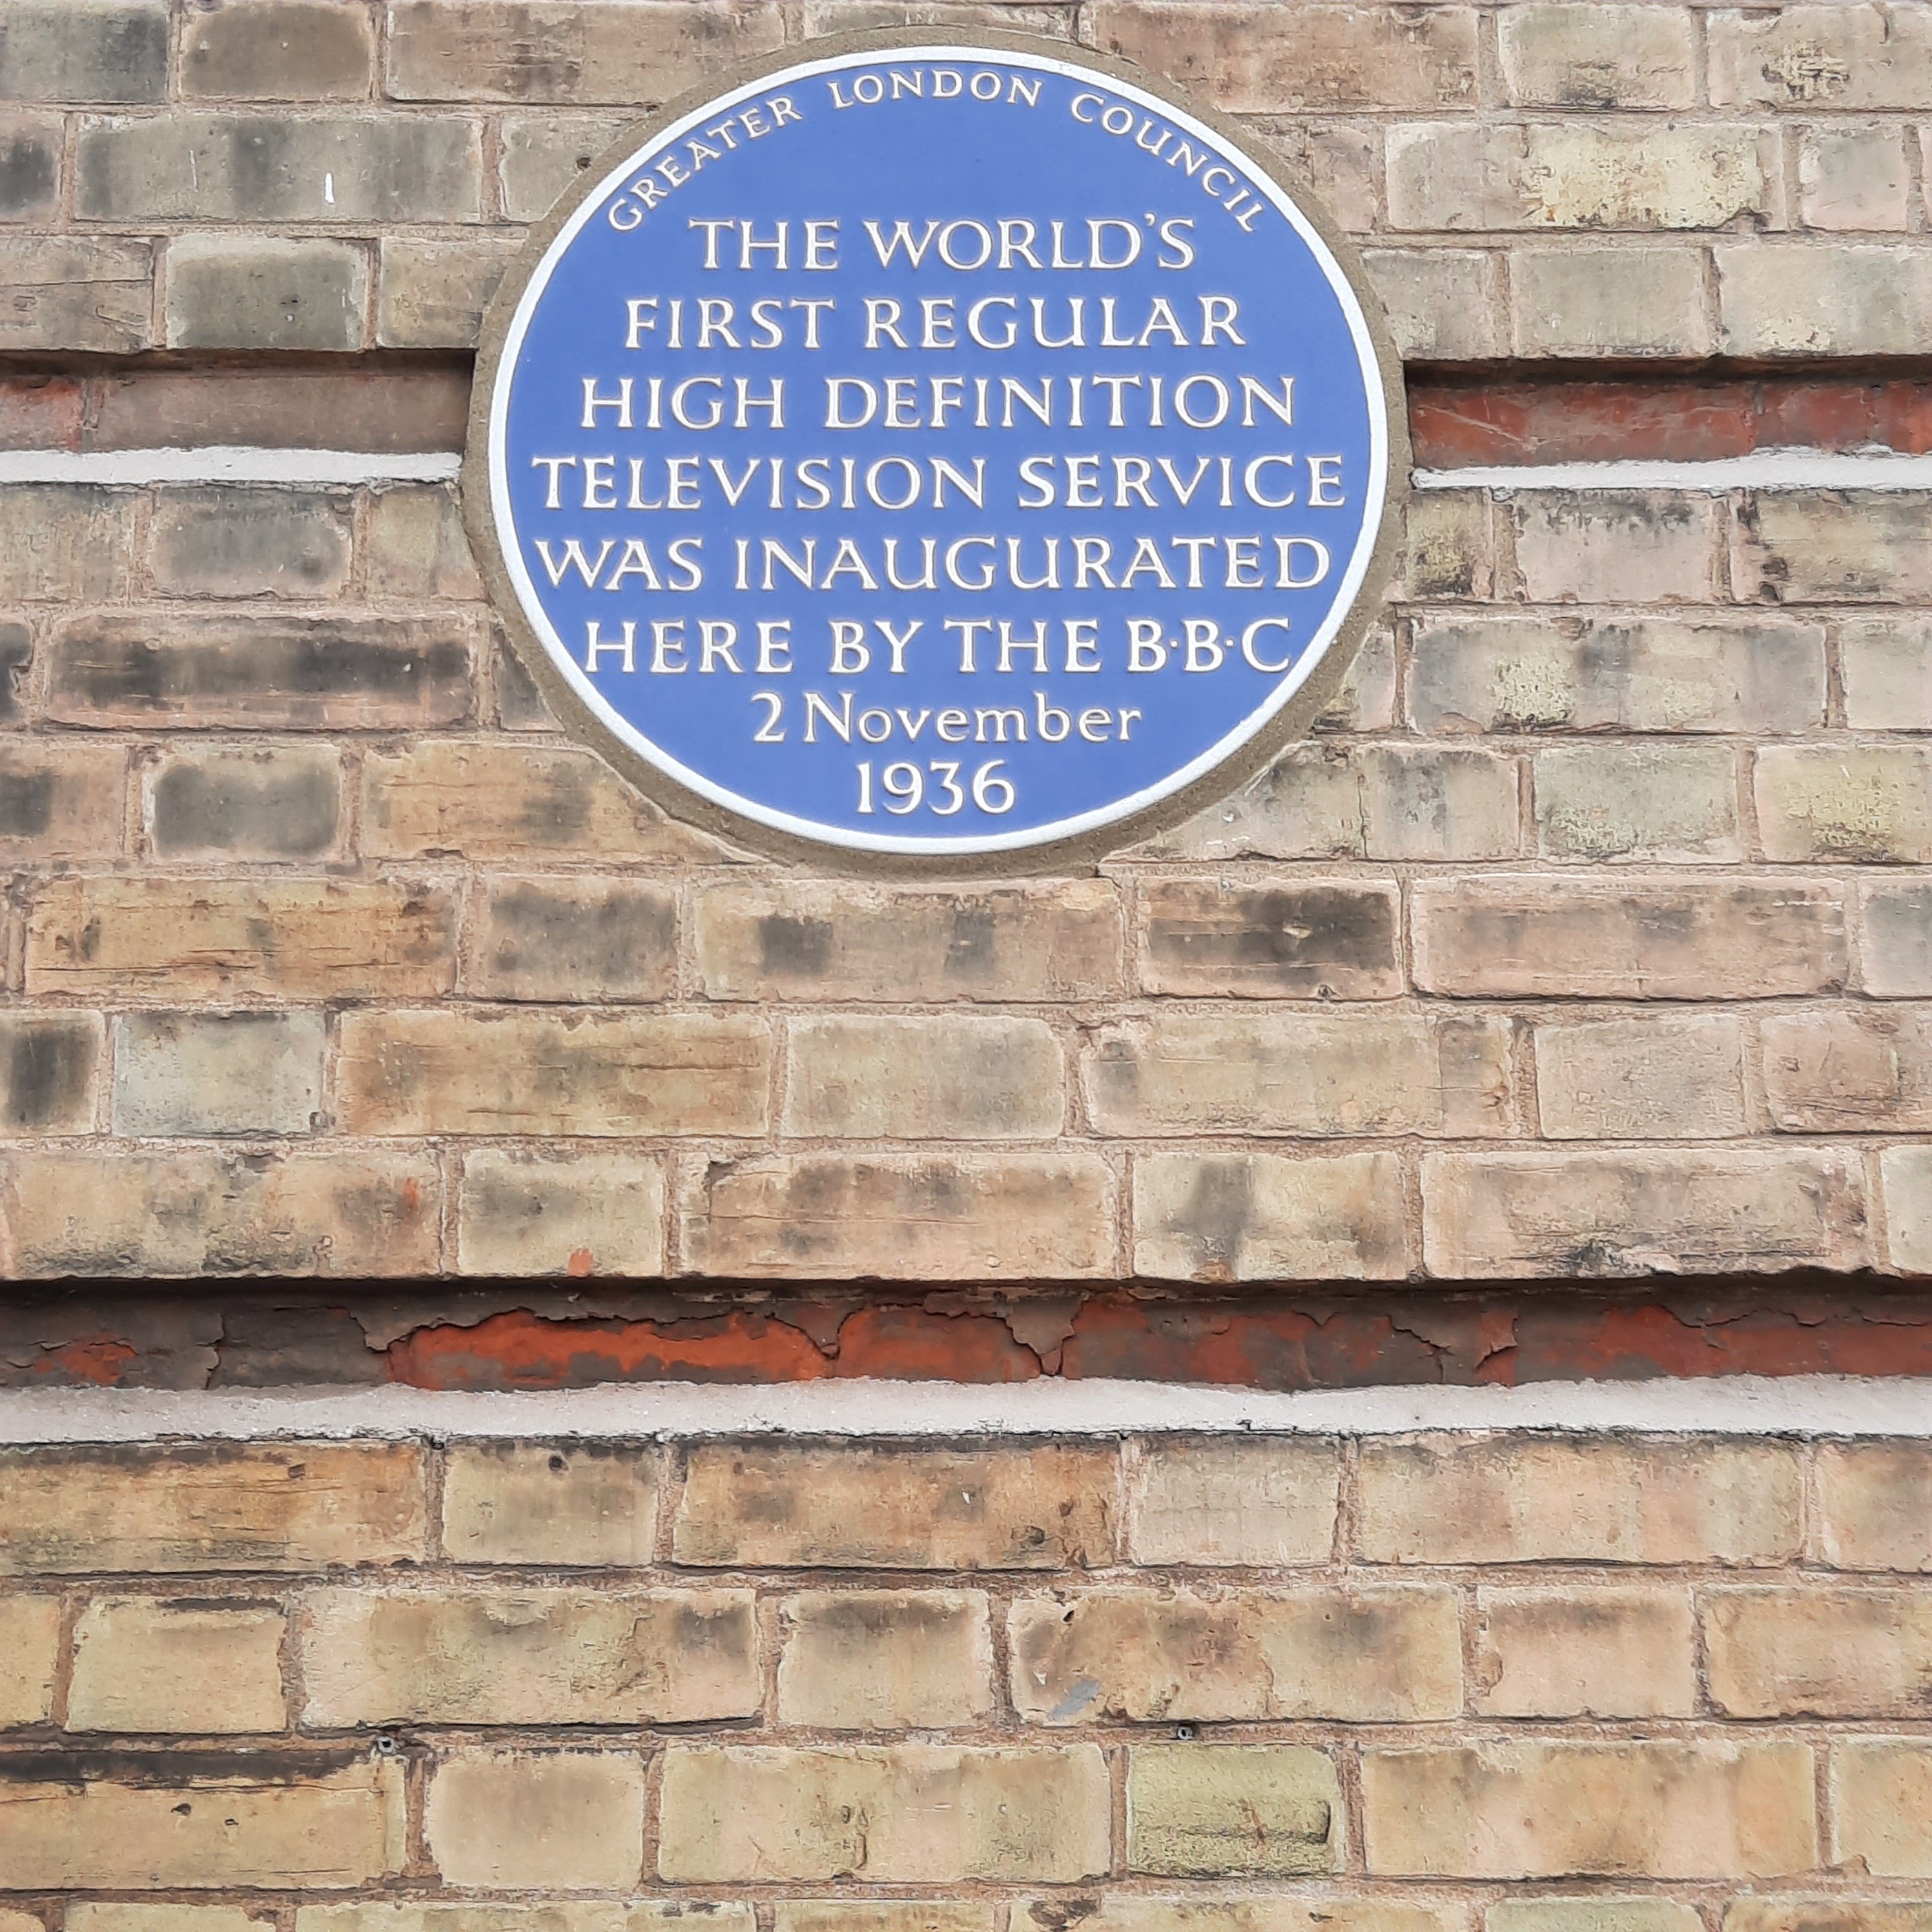 GREATER LONDON COUNCIL
THE WORLD'S
FIRST REGULAR
HIGH DEFINITION
TELEVISION SERVICE
WAS INAUGURATED
HERE BY THE B·B·C
2 November
1936